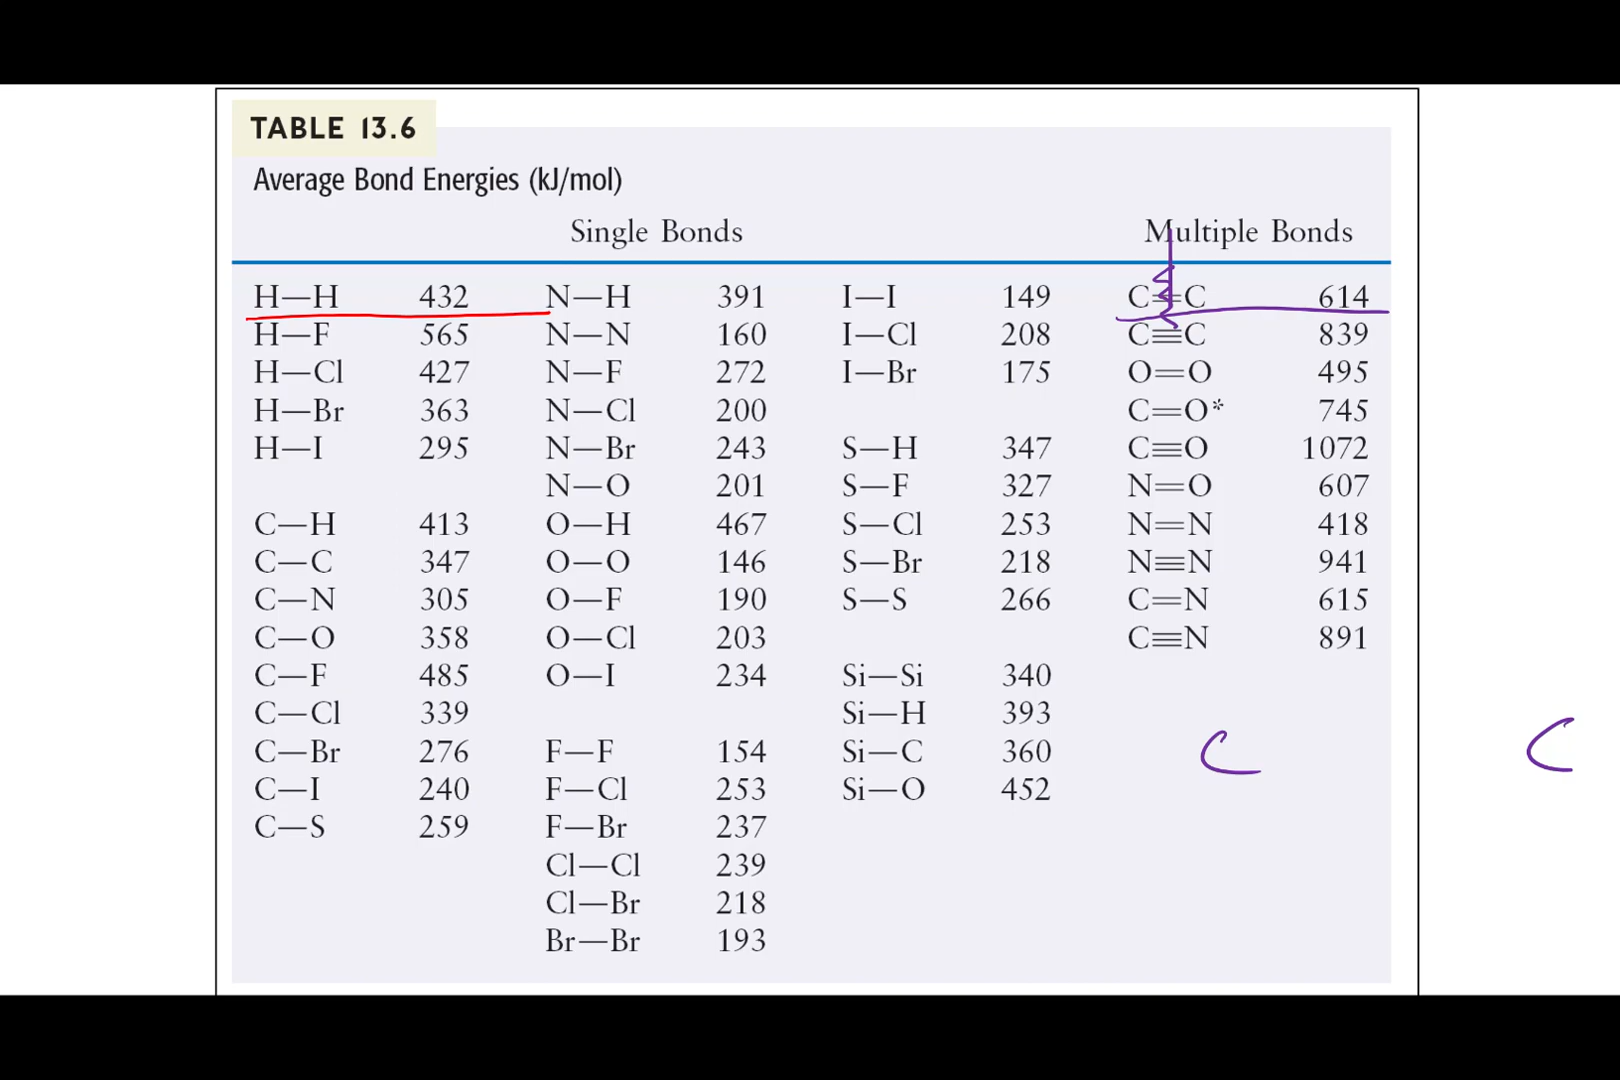 TABLE 13.6
Average Bond Energies (kJ/mol)
Single Bonds Multiple Bonds
H—H 432 N—H 391 I—I 149 C=C 614
H—F 565 N—N 160 I—Cl 208 C≡C 839
H—Cl 427 N—F 272 I—Br 175 O=O 495
H—Br 363 N—Cl 200 C=O* 745
H—I 295 N—Br 243 S—H 347 C≡O 1072
N—O 201 S—F 327 N=O 607
C—H 413 O—H 467 S—Cl 253 N=N 418
C—C 347 O—O 146 S—Br 218 N≡N 941
C—N 305 O—F 190 S—S 266 C=N 615
C—O 358 O—Cl 203 C≡N 891
C—F 485 O—I 234 Si—Si 340
C—Cl 339 Si—H 393
C—Br 276 F—F 154 Si—C 360 C C
C—I 240 F—Cl 253 Si—O 452
C—S 259 F—Br 237
Cl—Cl 239
Cl—Br 218
Br—Br 193